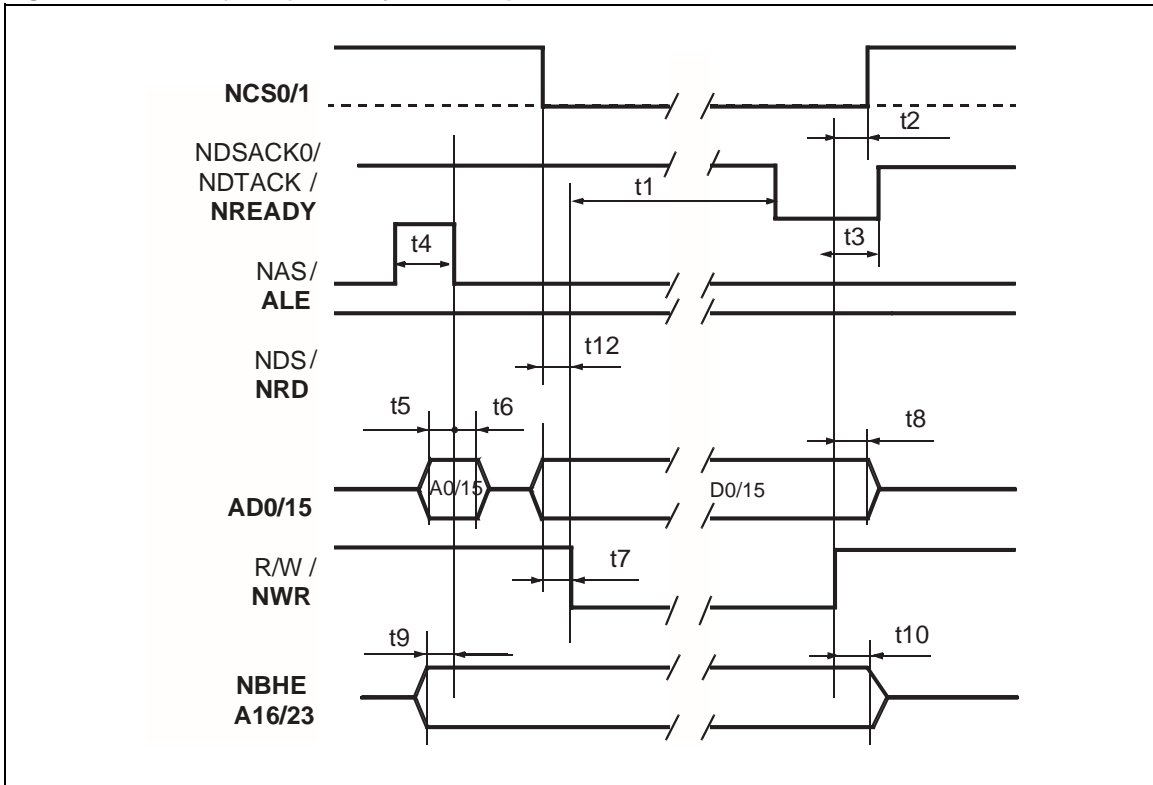 NCS0/1
t2
NDSACK0/
NDTACK /
NREADY
t1
t3
t4
NAS/
ALE
NDS/
NRD
t12
t5
t6
t8
AD0/15
A0/15
D0/15
R/W /
NWR
t7
t9
t10
NBHE
A16/23